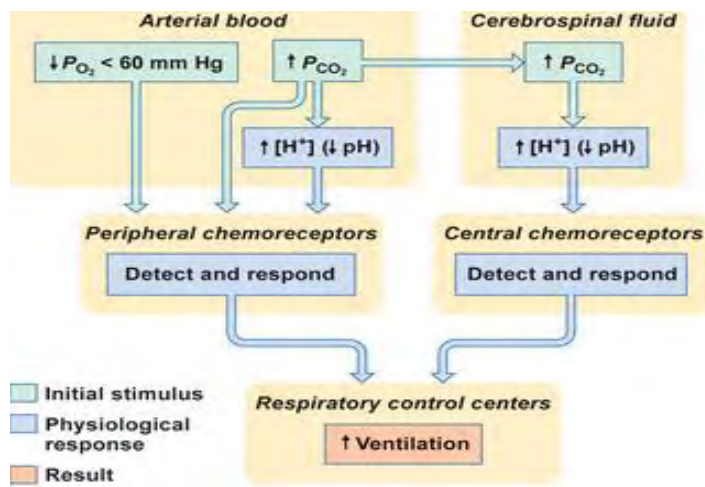 Arterial blood
Cerebrospinal fluid
↓PO₂ < 60 mm Hg
↑ PCO₂
↑ PCO₂
↑ [H⁺] (↓ pH)
↑ [H⁺] (↓ pH)
Peripheral chemoreceptors
Central chemoreceptors
Detect and respond
Detect and respond
Initial stimulus
Physiological
response
Result
Respiratory control centers
↑ Ventilation